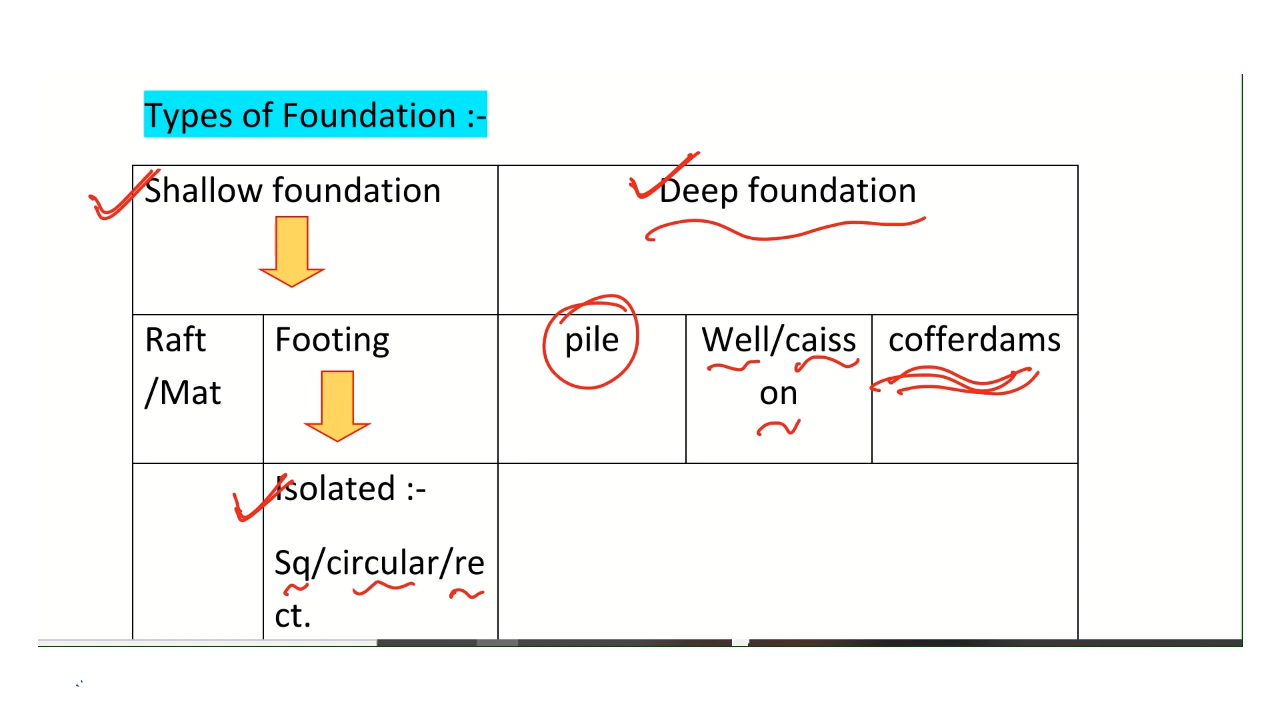 Types of Foundation :-
Shallow foundation
Deep foundation
Raft
/Mat
Footing
pile
Well/caiss
on
cofferdams
Isolated :-
Sq/circular/re
ct.